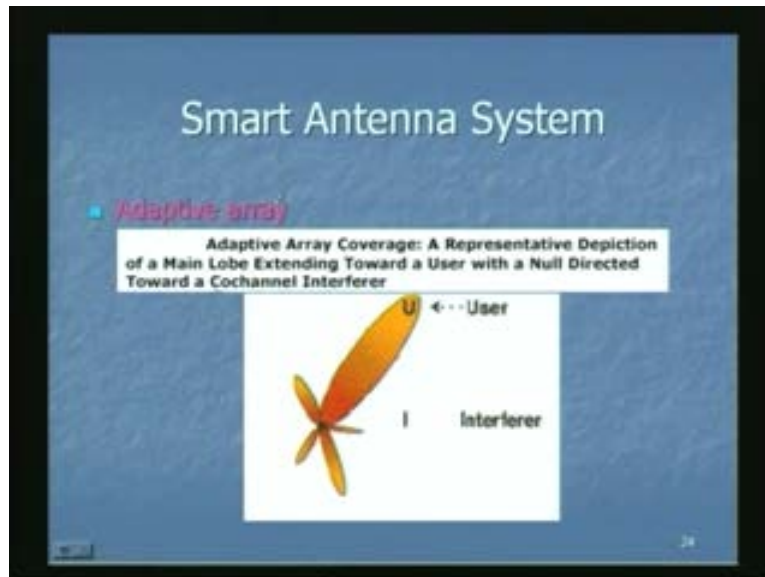 Smart Antenna System
Adaptive array
Adaptive Array Coverage: A Representative Depiction
of a Main Lobe Extending Toward a User with a Null Directed
Toward a Cochannel Interferer
U User
I Interferer
24